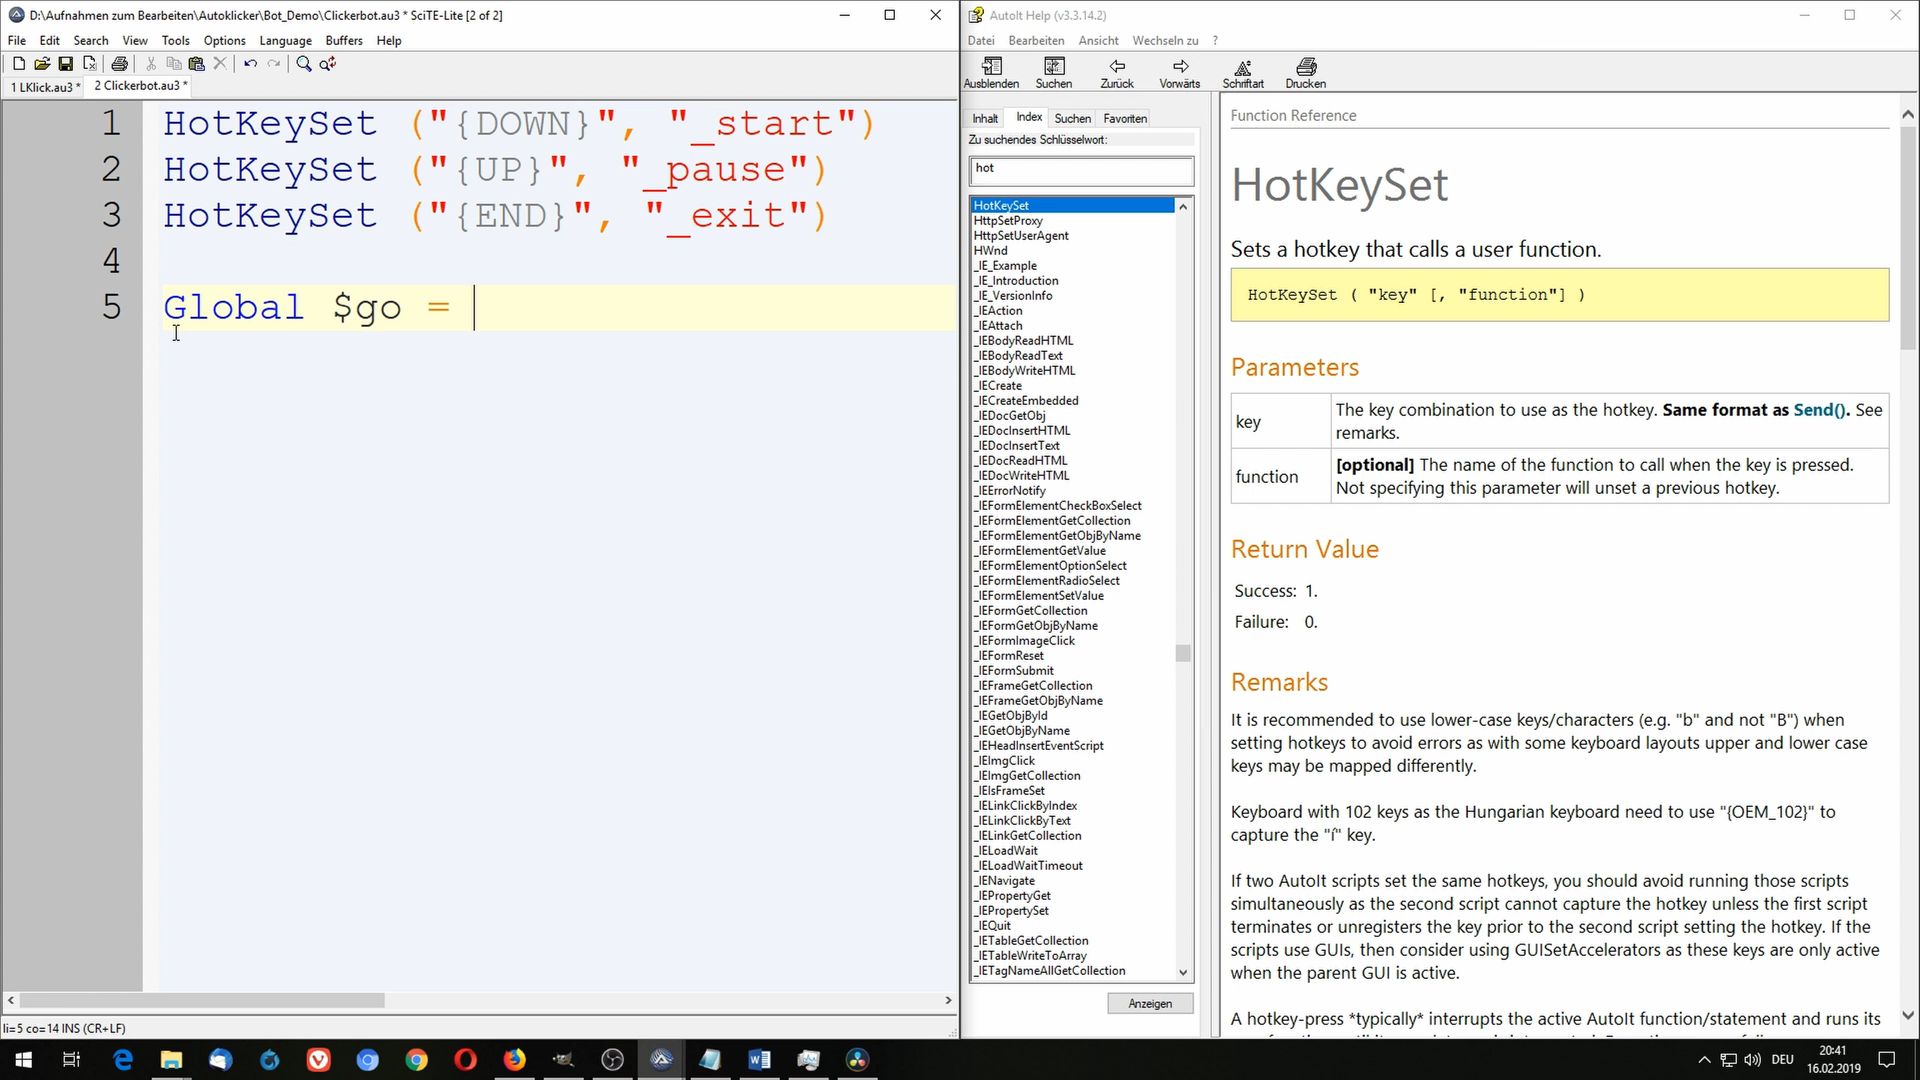 D:\Aufnahmen zum Bearbeiten\Autoklicker\Bot_Demo\Clickerbot.au3 * SciTE-Lite [2 of 2]
File Edit Search View Tools Options Language Buffers Help
1 LKlick.au3 * 2 Clickerbot.au3 *
1 HotKeySet ("{DOWN}", "_start")
2 HotKeySet ("{UP}", "_pause")
3 HotKeySet ("{END}", "_exit")
4
5 Global $go =
li=5 co=14 INS (CR+LF)
AutoIt Help (v3.3.14.2)
Datei Bearbeiten Ansicht Wechseln zu ?
Ausblenden Suchen Zurück Vorwärts Schriftart Drucken
Inhalt Index Suchen Favoriten
Zu suchendes Schlüsselwort:
hot
HotKeySet
HttpSetProxy
HttpSetUserAgent
HWnd
_IE_Example
_IE_Introduction
_IE_VersionInfo
_IEAction
_IEAttach
_IEBodyReadHTML
_IEBodyReadText
_IEBodyWriteHTML
_IECreate
_IECreateEmbedded
_IEDocGetObj
_IEDocInsertHTML
_IEDocInsertText
_IEDocReadHTML
_IEDocWriteHTML
_IEErrorNotify
_IEFormElementCheckBoxSelect
_IEFormElementGetCollection
_IEFormElementGetObjByName
_IEFormElementGetValue
_IEFormElementOptionSelect
_IEFormElementRadioSelect
_IEFormElementSetValue
_IEFormGetCollection
_IEFormGetObjByName
_IEFormImageClick
_IEFormReset
_IEFormSubmit
_IEFrameGetCollection
_IEFrameGetObjByName
_IEGetObjById
_IEGetObjByName
_IEHeadInsertEventScript
_IEImgClick
_IEImgGetCollection
_IEIsFrameSet
_IELinkClickByIndex
_IELinkClickByText
_IELinkGetCollection
_IELoadWait
_IELoadWaitTimeout
_IENavigate
_IEPropertyGet
_IEPropertySet
_IEQuit
_IETableGetCollection
_IETableWriteToArray
_IETagNameAllGetCollection
Anzeigen
Function Reference
HotKeySet
Sets a hotkey that calls a user function.
HotKeySet ( "key" [, "function"] )
Parameters
key The key combination to use as the hotkey. Same format as Send(). See
remarks.
function [optional] The name of the function to call when the key is pressed.
Not specifying this parameter will unset a previous hotkey.
Return Value
Success: 1.
Failure: 0.
Remarks
It is recommended to use lower-case keys/characters (e.g. "b" and not "B") when
setting hotkeys to avoid errors as with some keyboard layouts upper and lower case
keys may be mapped differently.
Keyboard with 102 keys as the Hungarian keyboard need to use "{OEM_102}" to
capture the "í" key.
If two AutoIt scripts set the same hotkeys, you should avoid running those scripts
simultaneously as the second script cannot capture the hotkey unless the first script
terminates or unregisters the key prior to the second script setting the hotkey. If the
scripts use GUIs, then consider using GUISetAccelerators as these keys are only active
when the parent GUI is active.
A hotkey-press *typically* interrupts the active AutoIt function/statement and runs its
DEU
20:41
16.02.2019